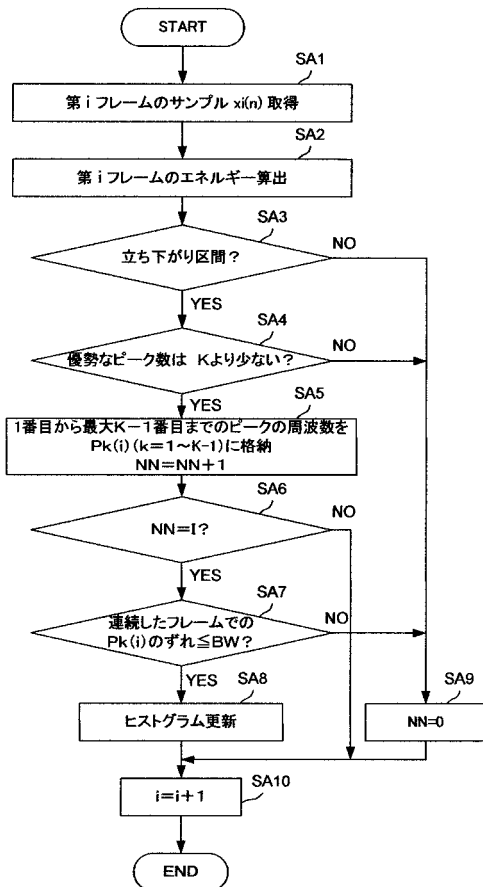 START
SA1
第iフレームのサンプル xi(n)取得
SA2
第iフレームのエネルギー算出
SA3
立ち下がり区間?
NO
YES
SA4
優勢なピーク数は Kより少ない?
NO
YES
SA5
1番目から最大K－1番目までのピークの周波数を
Pk(i)(k=1～K-1)に格納
NN=NN+1
SA6
NN=I?
NO
YES
SA7
連続したフレームでの
Pk(i)のずれ≦BW?
NO
YES
SA8
ヒストグラム更新
SA9
NN=0
SA10
i=i+1
END